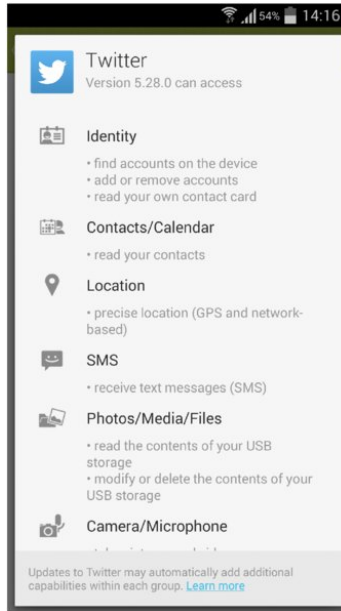 54% 14:16
Twitter
Version 5.28.0 can access
Identity
• find accounts on the device
• add or remove accounts
• read your own contact card
Contacts/Calendar
• read your contacts
Location
• precise location (GPS and network-
based)
SMS
• receive text messages (SMS)
Photos/Media/Files
• read the contents of your USB
storage
• modify or delete the contents of your
USB storage
Camera/Microphone
Updates to Twitter may automatically add additional
capabilities within each group. Learn more